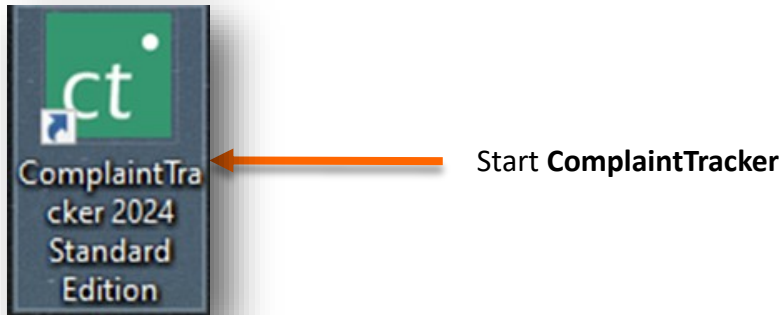 ct
ComplaintTra
cker 2024
Standard
Edition
Start ComplaintTracker